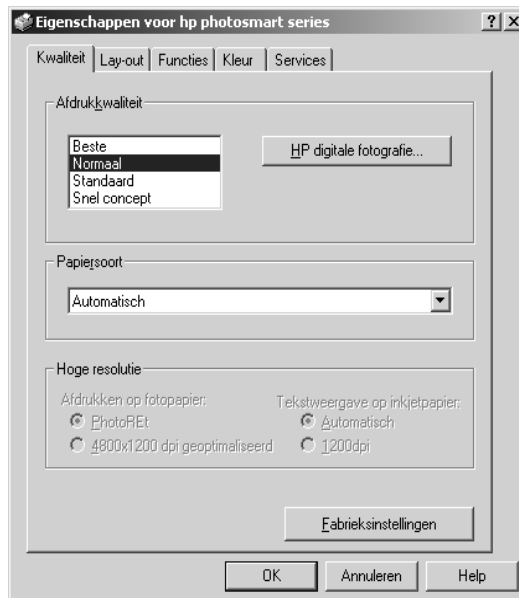 Eigenschappen voor hp photosmart series
Kwaliteit Lay-out Functies Kleur Services
Afdrukkwaliteit
Beste
Normaal
Standaard
Snel concept
HP digitale fotografie...
Papiersoort
Automatisch
Hoge resolutie
Afdrukken op fotopapier:
PhotoREt
4800x1200 dpi geoptimaliseerd
Tekstweergave op inkjetpapier:
Automatisch
1200dpi
Fabrieksinstellingen
OK Annuleren Help